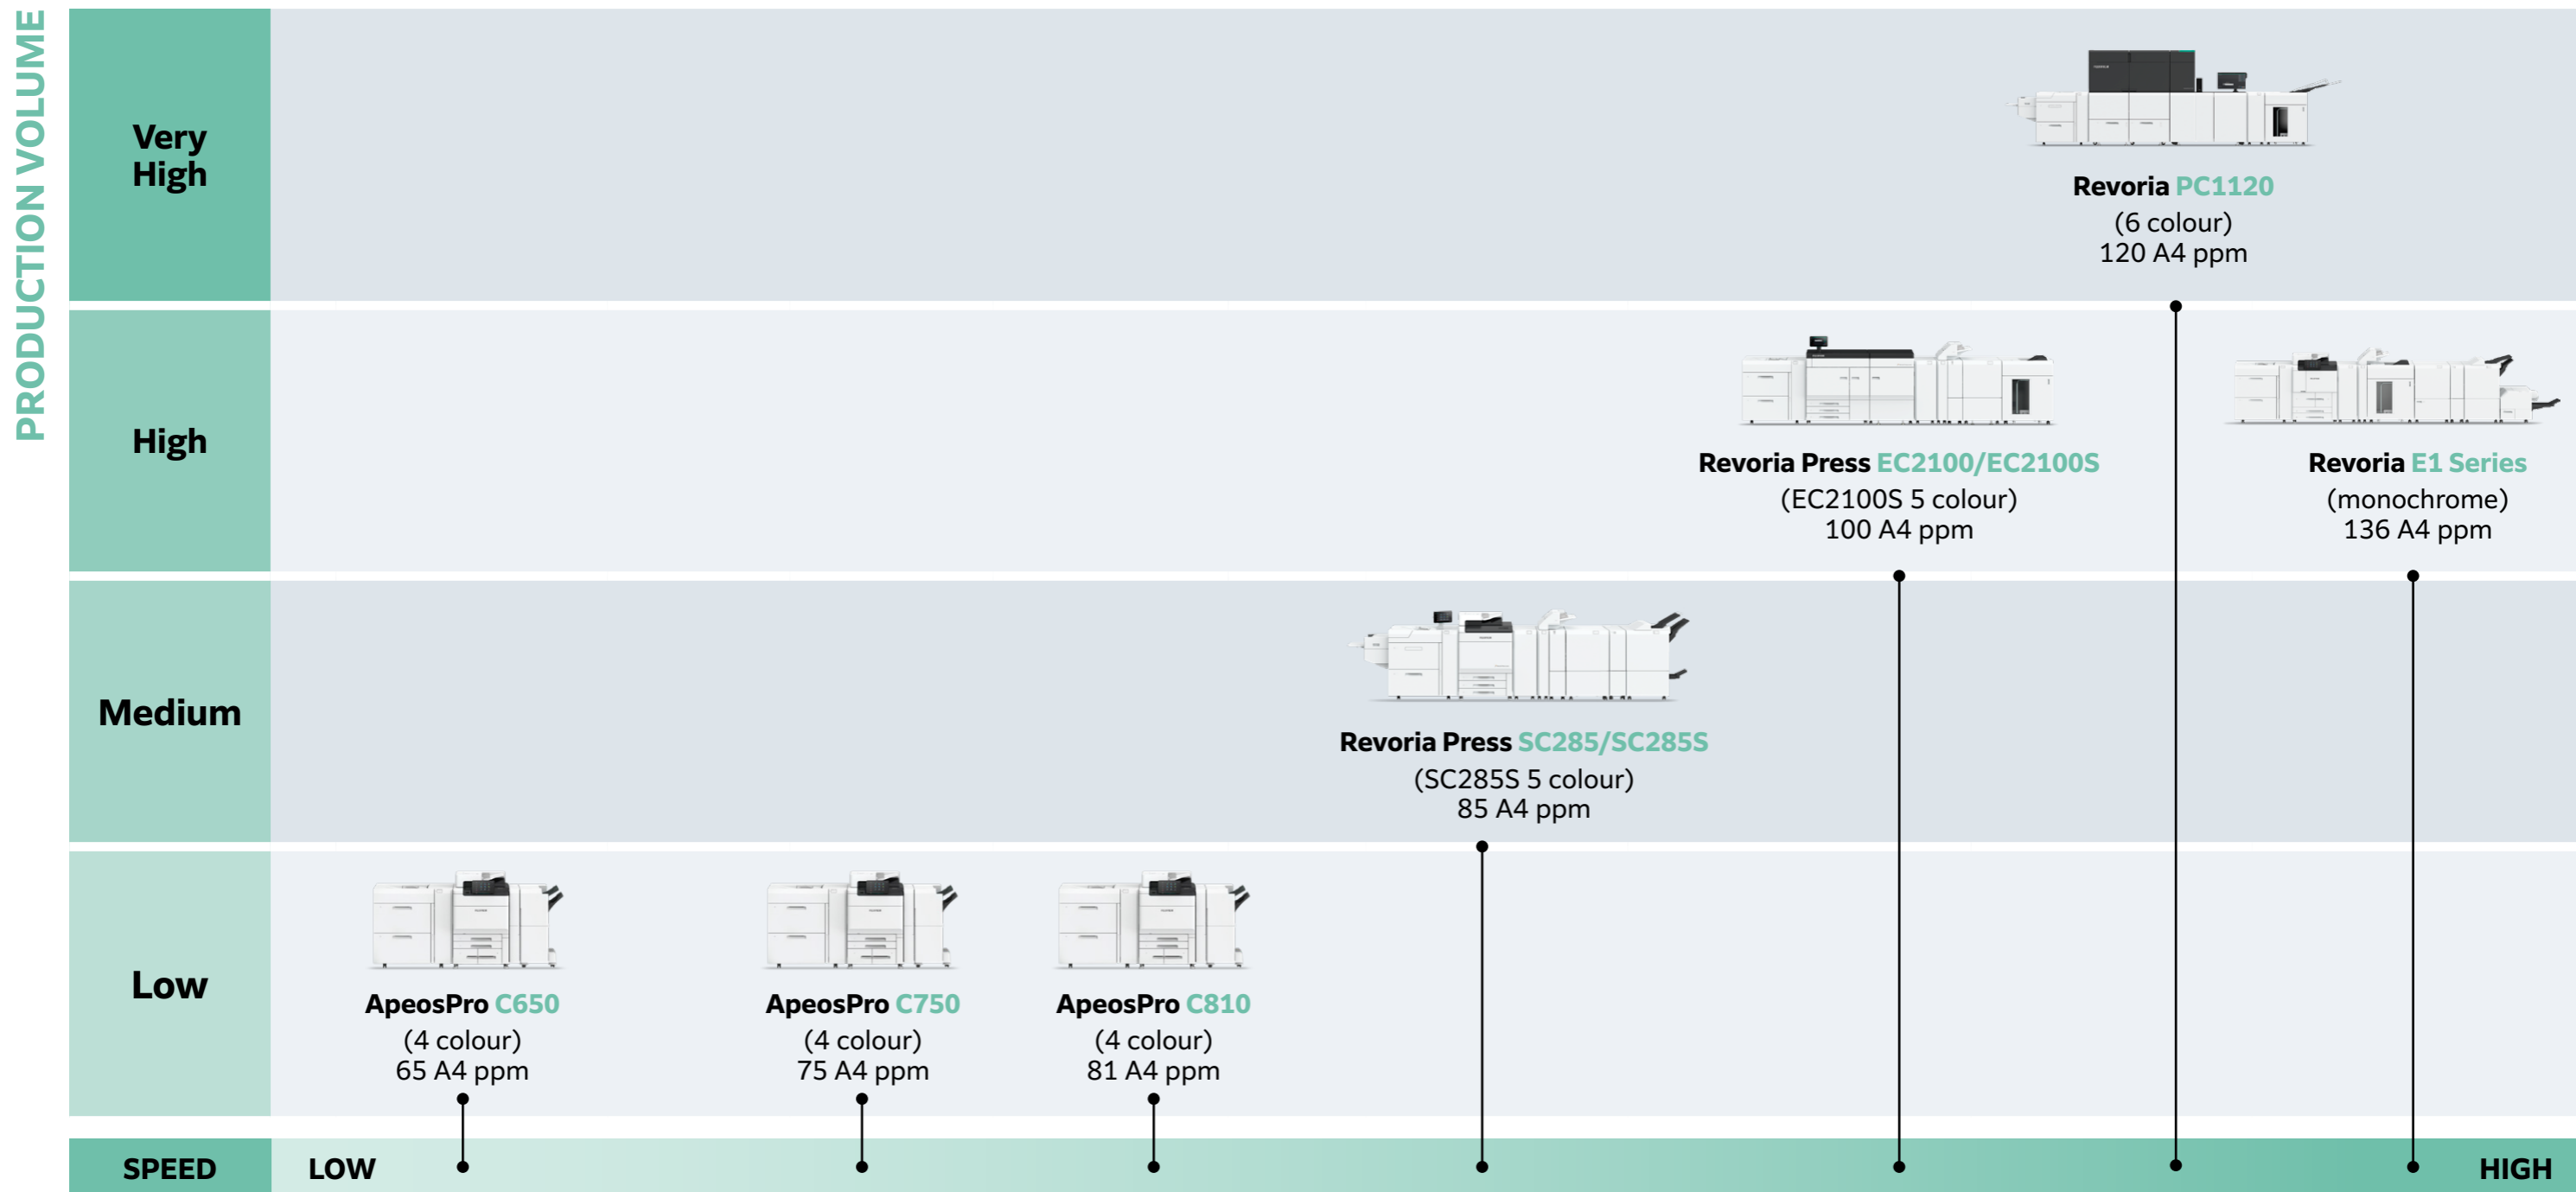 PRODUCTION VOLUME
Very
High
Revoria PC1120
(6 colour)
120 A4 ppm
High
Revoria Press EC2100/EC2100S
(EC2100S 5 colour)
100 A4 ppm
Revoria E1 Series
(monochrome)
136 A4 ppm
Medium
Revoria Press SC285/SC285S
(SC285S 5 colour)
85 A4 ppm
Low
ApeosPro C650
(4 colour)
65 A4 ppm
ApeosPro C750
(4 colour)
75 A4 ppm
ApeosPro C810
(4 colour)
81 A4 ppm
SPEED
LOW
HIGH